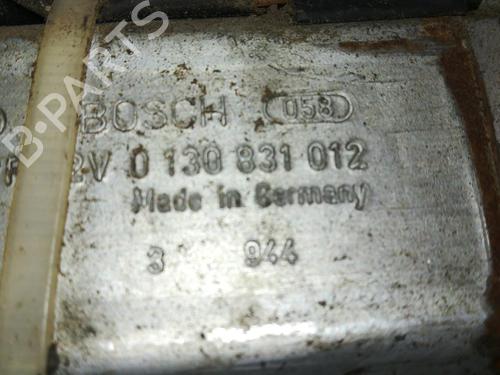 BOSCH 058
2V 0 130 831 012
Made in Germany
3 944
B-PARTS